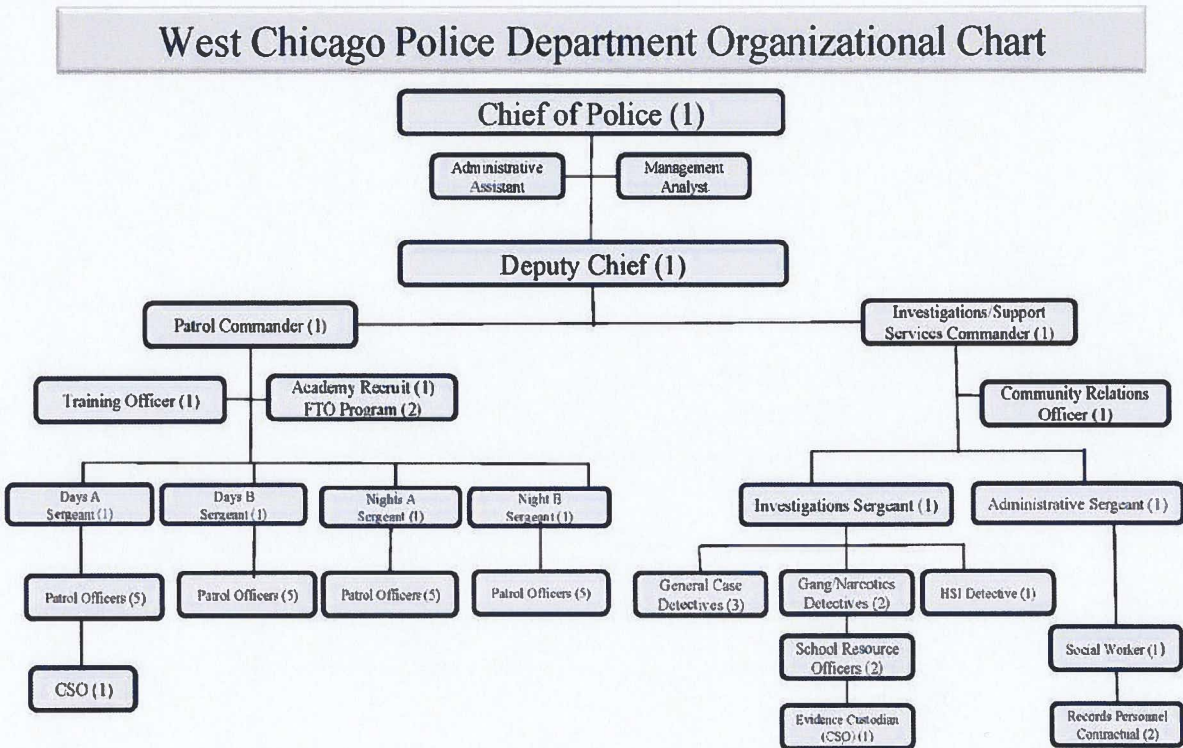 West Chicago Police Department Organizational Chart
Chief of Police (1)
Administrative
Assistant
Management
Analyst
Deputy Chief (1)
Patrol Commander (1)
Investigations/Support
Services Commander (1)
Training Officer (1)
Academy Recruit (1)
FTO Program (2)
Community Relations
Officer (1)
Days A
Sergeant (1)
Days B
Sergeant (1)
Nights A
Sergeant (1)
Night B
Sergeant (1)
Investigations Sergeant (1)
Administrative Sergeant (1)
Patrol Officers (5)
Patrol Officers (5)
Patrol Officers (5)
Patrol Officers (5)
General Case
Detectives (3)
Gang/Narcotics
Detectives (2)
HSI Detective (1)
CSO (1)
School Resource
Officers (2)
Social Worker (1)
Evidence Custodian
(CSO) (1)
Records Personnel
Contractual (2)